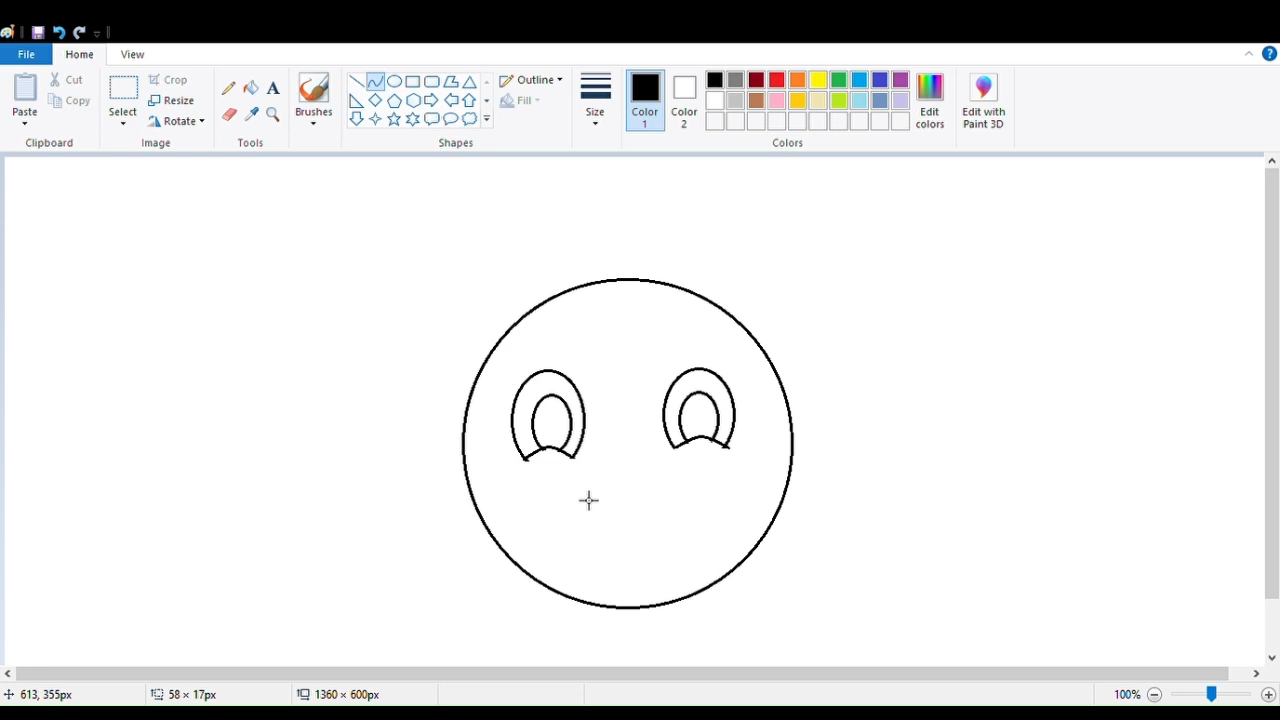 File Home View
Paste
Cut
Copy
Clipboard
Select
Crop
Resize
Rotate
Image
Tools
Brushes
Shapes
Outline
Fill
Size
Color 1
Color 2
Edit colors
Colors
Edit with Paint 3D
613, 355px 58 × 17px 1360 × 600px 100%